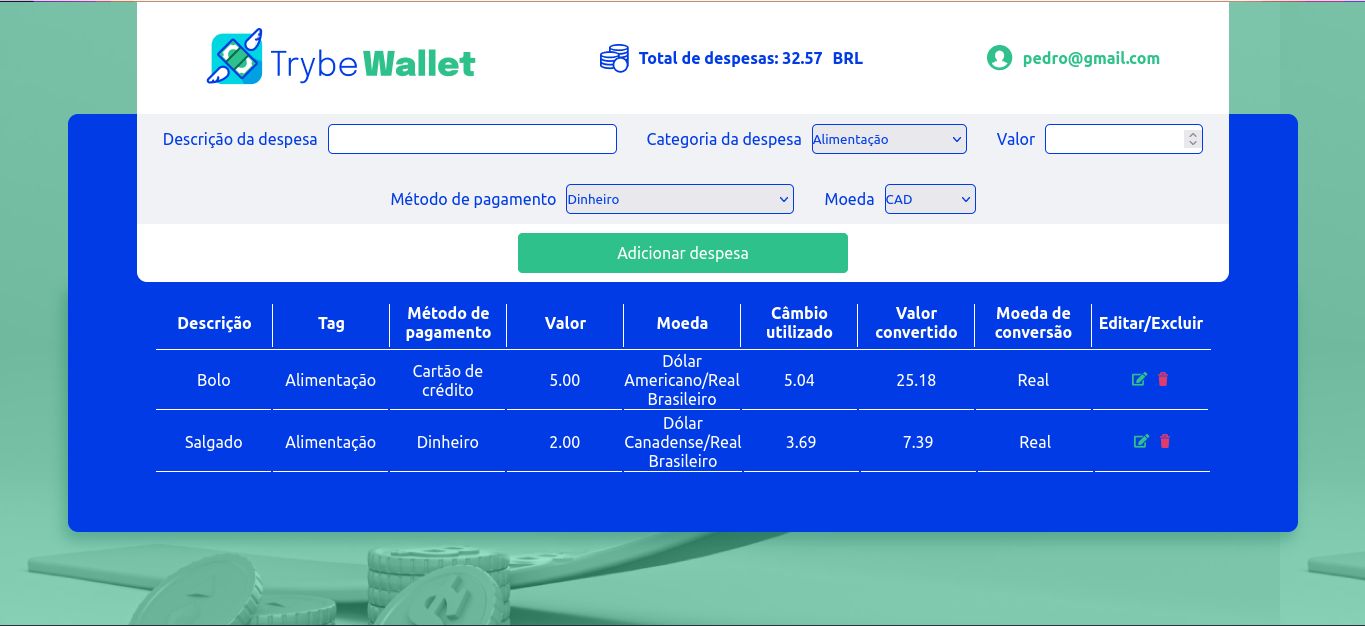 TrybeWallet
Total de despesas: 32.57 BRL
pedro@gmail.com
Descrição da despesa
Categoria da despesa Alimentação
Valor
Método de pagamento Dinheiro
Moeda CAD
Adicionar despesa
Descrição Tag Método de pagamento Valor Moeda Câmbio utilizado Valor convertido Moeda de conversão Editar/Excluir
Bolo Alimentação Cartão de crédito 5.00 Dólar Americano/Real Brasileiro 5.04 25.18 Real
Salgado Alimentação Dinheiro 2.00 Dólar Canadense/Real Brasileiro 3.69 7.39 Real